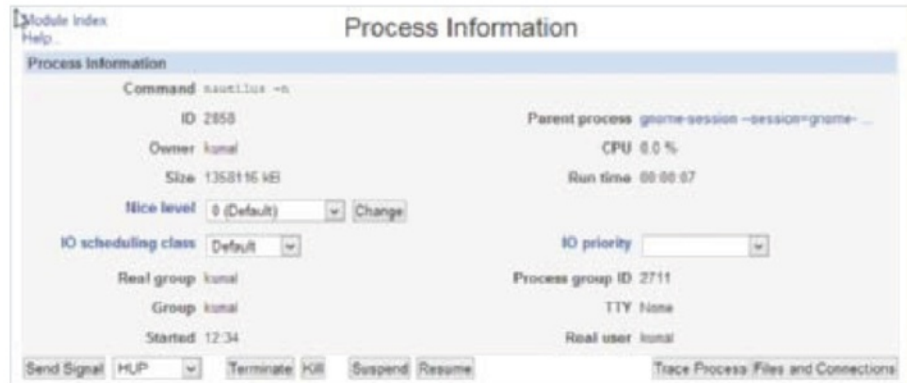 Module Index
Help..
Process Information
Process Information
Command nautilus -n
ID 2858
Parent process gnome-session --session=gnome- ...
Owner kunal
CPU 0.0 %
Size 1358116 kB
Run time 00:00:07
Nice level 0 (Default) Change
IO scheduling class Default
IO priority
Real group kunal
Process group ID 2711
Group kunal
TTY None
Started 12:34
Real user kunal
Send Signal HUP Terminate Kill Suspend Resume Trace Process Files and Connections